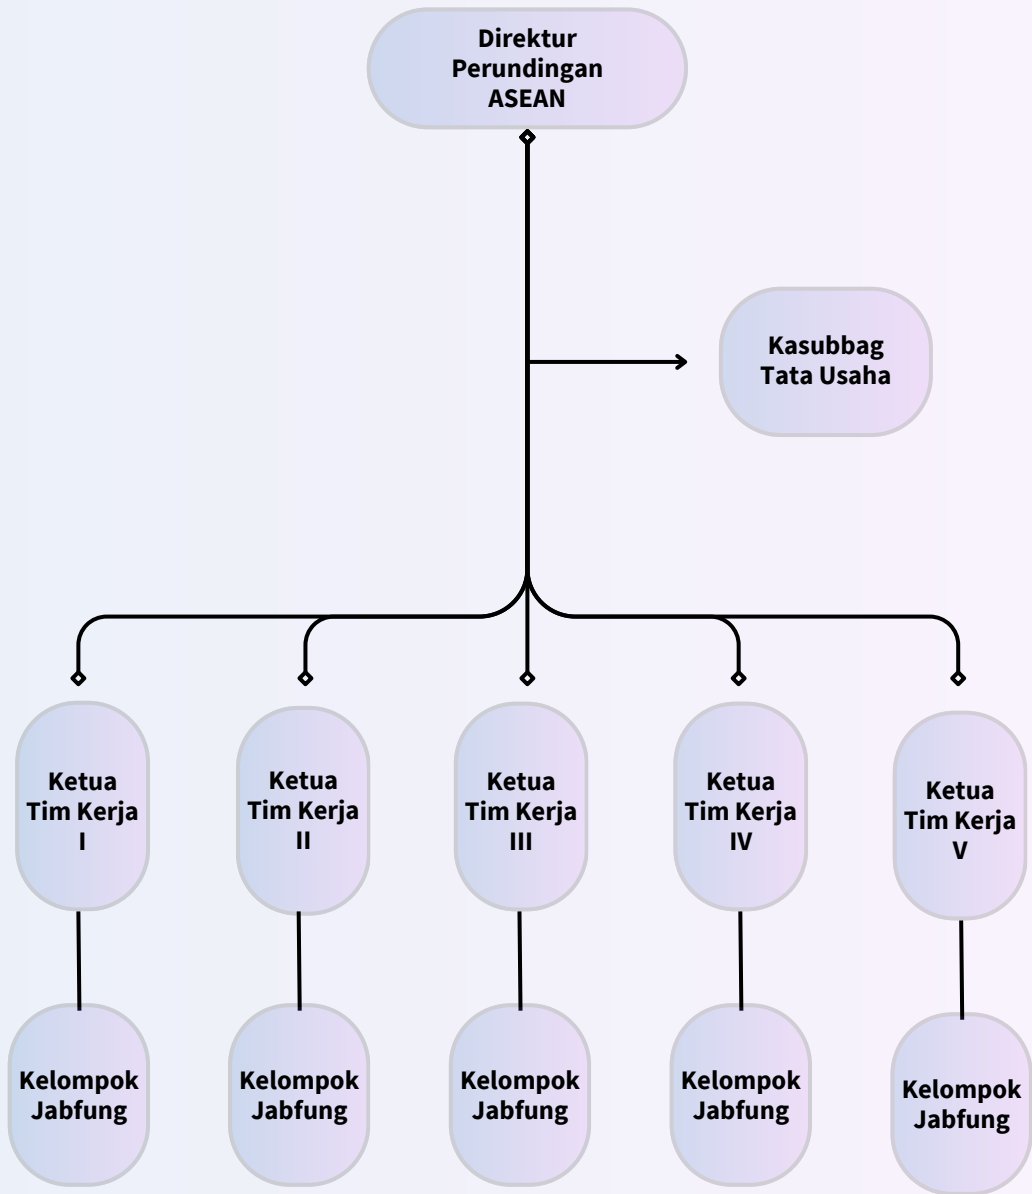 Direktur
Perundingan
ASEAN
Kasubbag
Tata Usaha
Ketua
Tim Kerja
I
Ketua
Tim Kerja
II
Ketua
Tim Kerja
III
Ketua
Tim Kerja
IV
Ketua
Tim Kerja
V
Kelompok
Jabfung
Kelompok
Jabfung
Kelompok
Jabfung
Kelompok
Jabfung
Kelompok
Jabfung